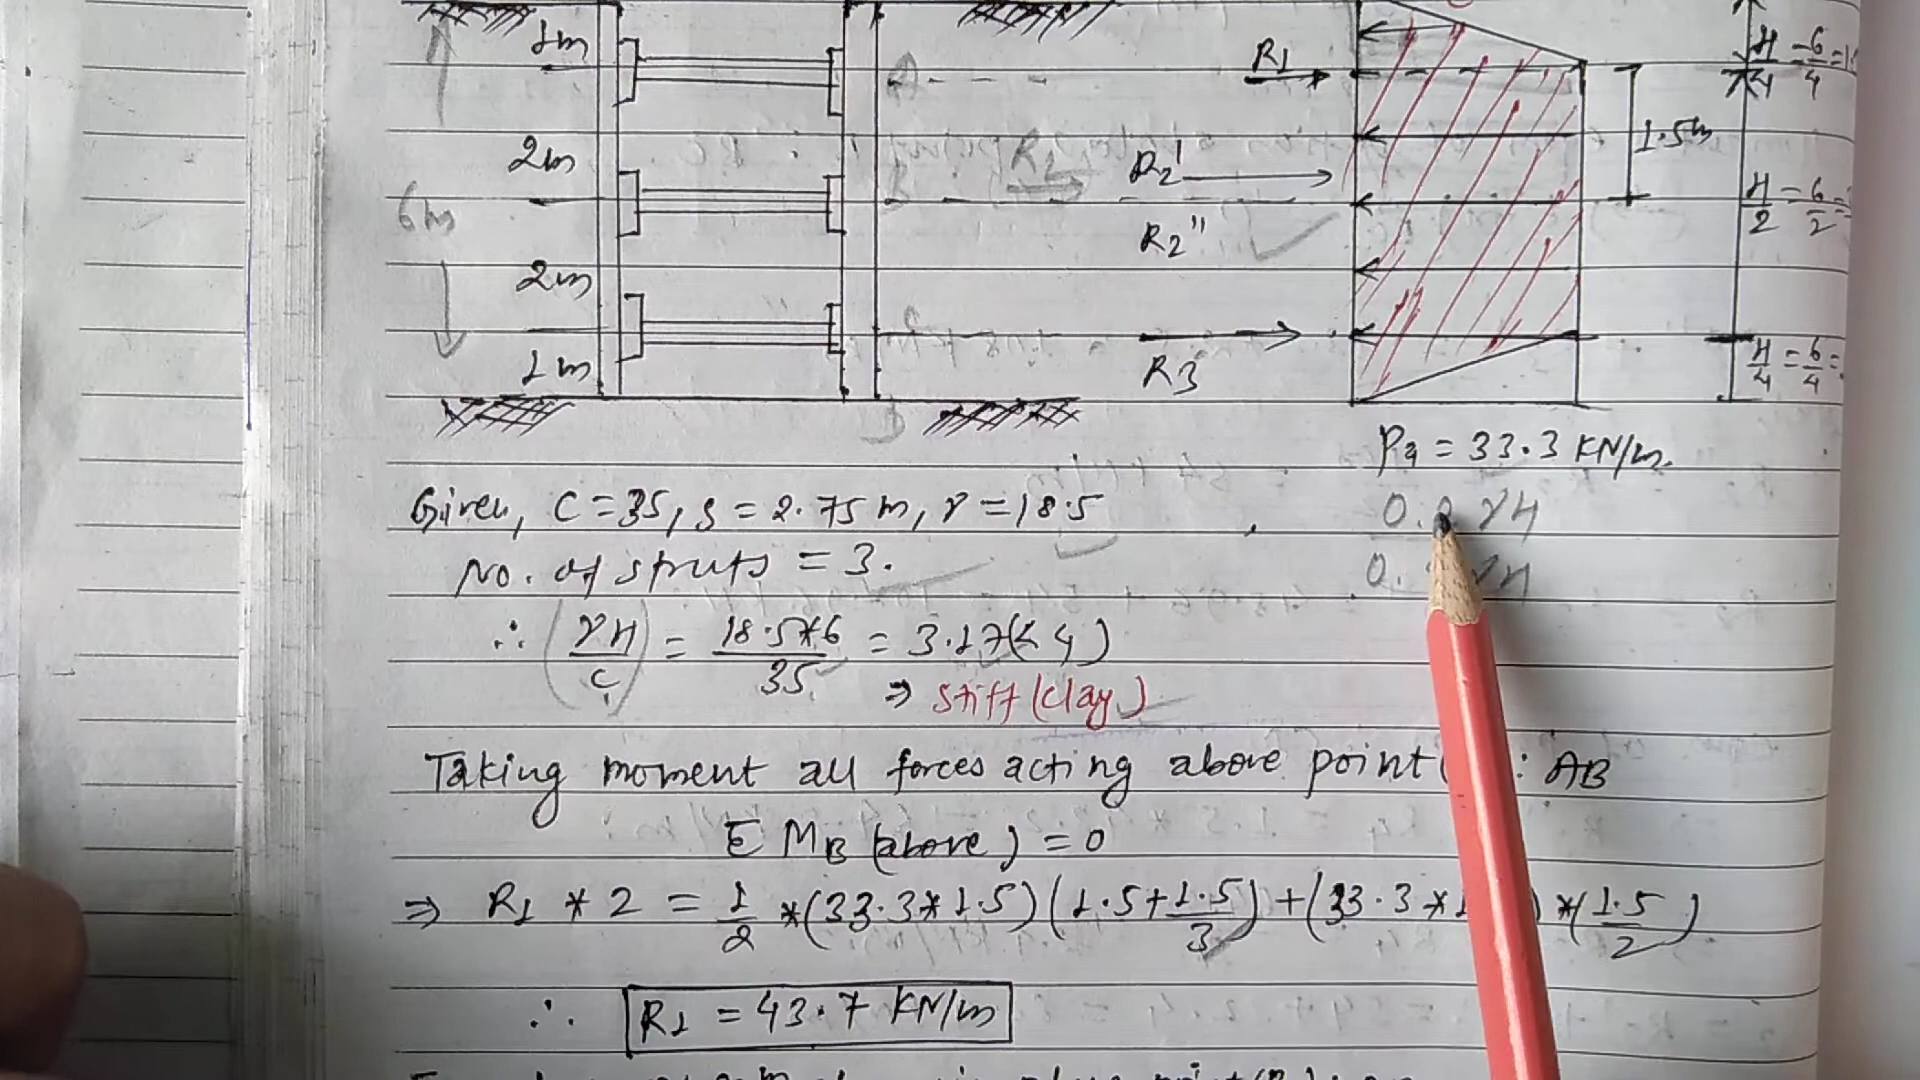 1m
R1
H/4 = 6/4 = 1.
1.5m
2m
R2'
H/2 = 6/2 =
6m
R2"
2m
1m
R3
H/4 = 6/4 =
Pa = 33.3 KN/m.
Given, C = 35, S = 2.75 m, γ = 18.5
0. γH
No. of struts = 3.
0. γH
∴ (γH/C) = 18.5*6/35 = 3.17(< 4)
⇒ stiff (clay)
Taking moment all forces acting above point : AB
Σ MB (above) = 0
⇒ R1 * 2 = 1/2 *(33.3*1.5)(1.5+1.5/3)+(33.3* )*(1.5/2)
∴ R1 = 43.7 KN/m